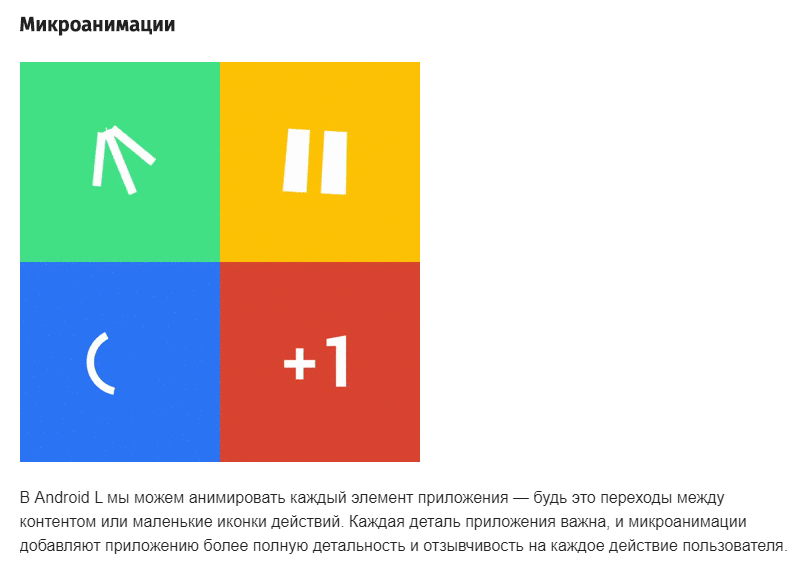 Микроанимации
+1
В Android L мы можем анимировать каждый элемент приложения — будь это переходы между
контентом или маленькие иконки действий. Каждая деталь приложения важна, и микроанимации
добавляют приложению более полную детальность и отзывчивость на каждое действие пользователя.